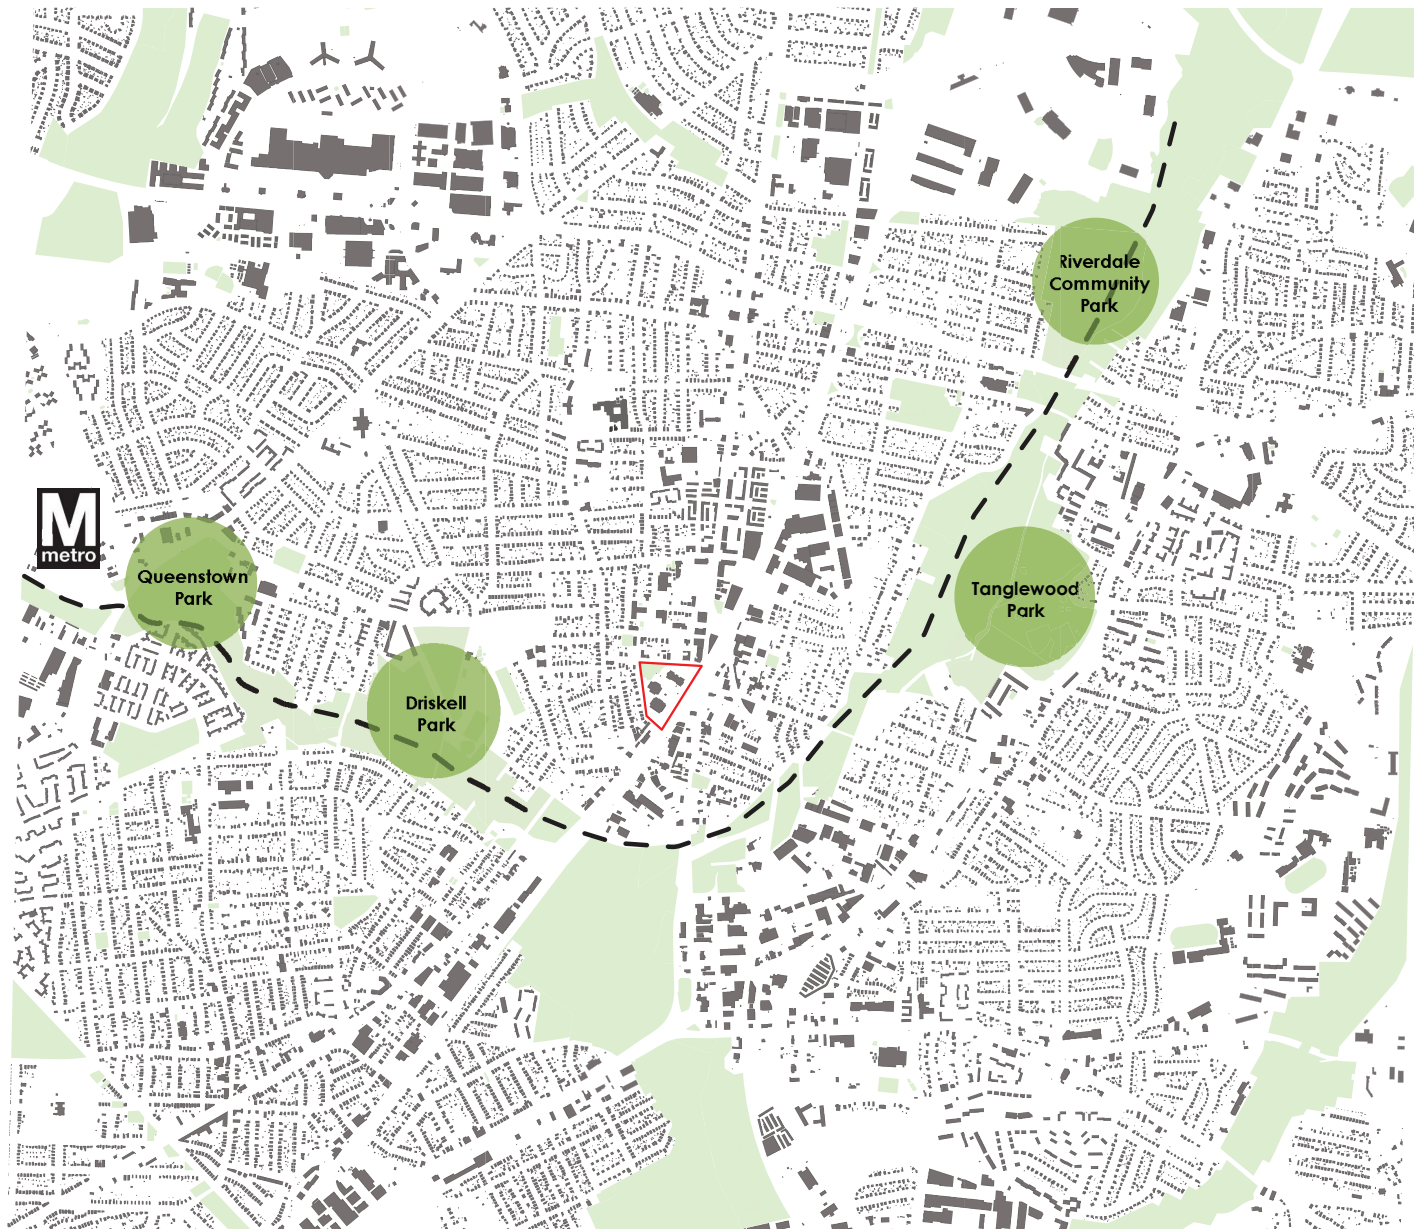 Riverdale
Community
Park
M
metro
Queenstown
Park
Tanglewood
Park
Driskell
Park